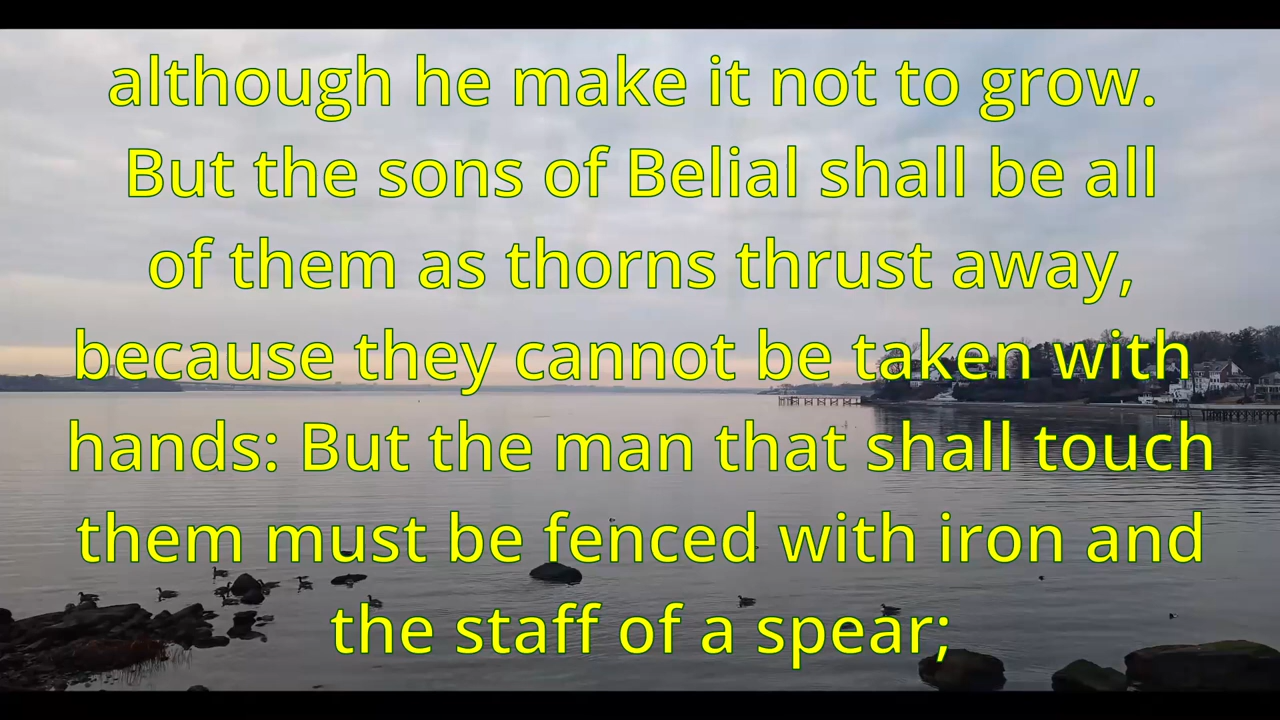 although he make it not to grow.
But the sons of Belial shall be all
of them as thorns thrust away,
because they cannot be taken with
hands: But the man that shall touch
them must be fenced with iron and
the staff of a spear;